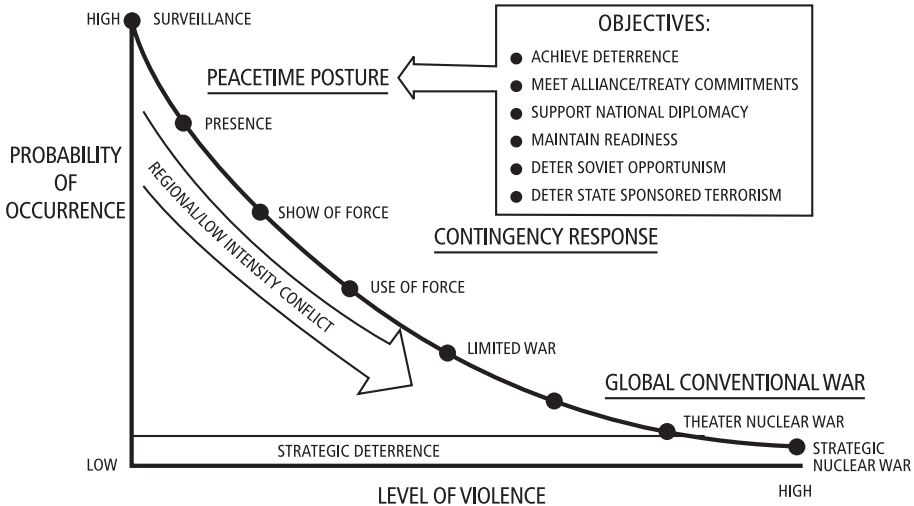 HIGH
SURVEILLANCE
OBJECTIVES:
ACHIEVE DETERRENCE
MEET ALLIANCE/TREATY COMMITMENTS
SUPPORT NATIONAL DIPLOMACY
MAINTAIN READINESS
DETER SOVIET OPPORTUNISM
DETER STATE SPONSORED TERRORISM
PEACETIME POSTURE
PRESENCE
PROBABILITY
OF
OCCURRENCE
REGIONAL/LOW INTENSITY CONFLICT
SHOW OF FORCE
CONTINGENCY RESPONSE
USE OF FORCE
LIMITED WAR
GLOBAL CONVENTIONAL WAR
THEATER NUCLEAR WAR
STRATEGIC DETERRENCE
STRATEGIC
NUCLEAR WAR
LOW
LEVEL OF VIOLENCE
HIGH